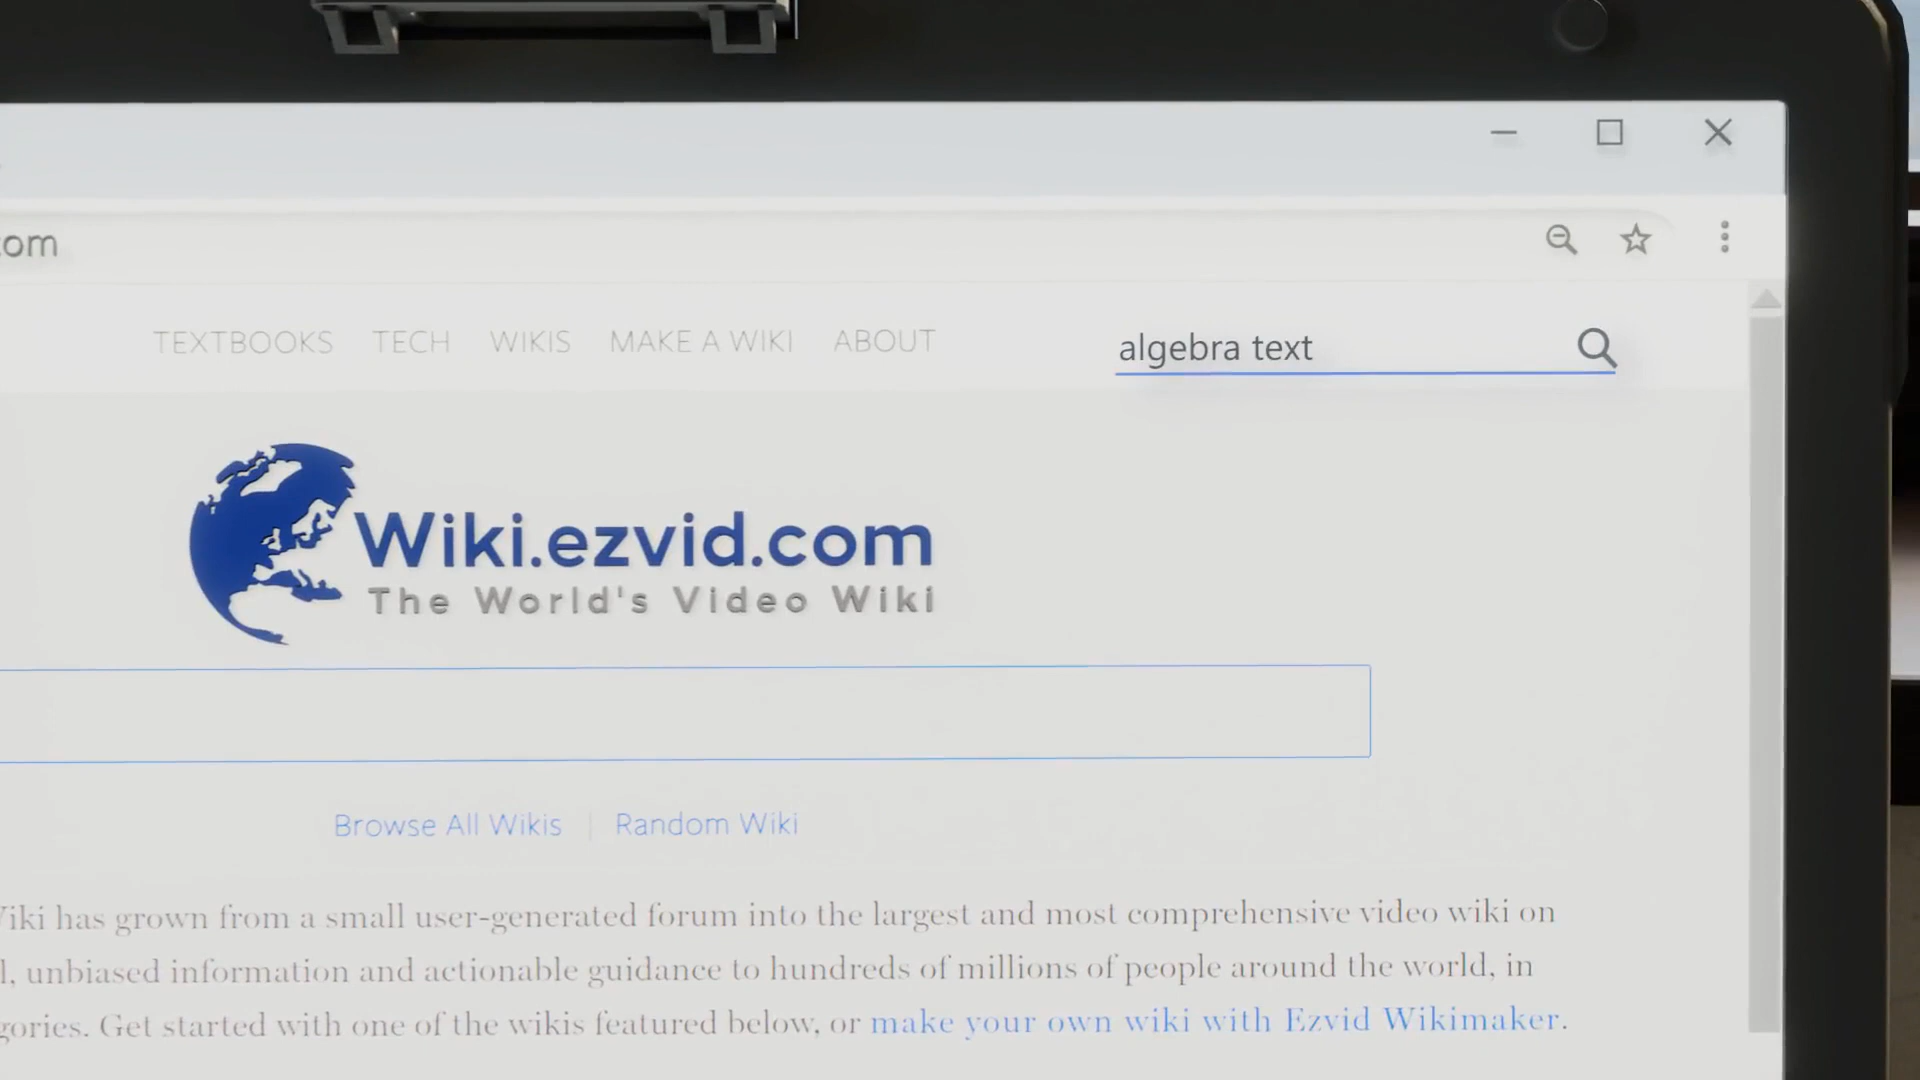 om
TEXTBOOKS TECH WIKIS MAKE A WIKI ABOUT
algebra text
Wiki.ezvid.com
The World's Video Wiki
Browse All Wikis | Random Wiki
has grown from a small user-generated forum into the largest and most comprehensive video wiki on
unbiased information and actionable guidance to hundreds of millions of people around the world, in
Get started with one of the wikis featured below, or make your own wiki with Ezvid Wikimaker.